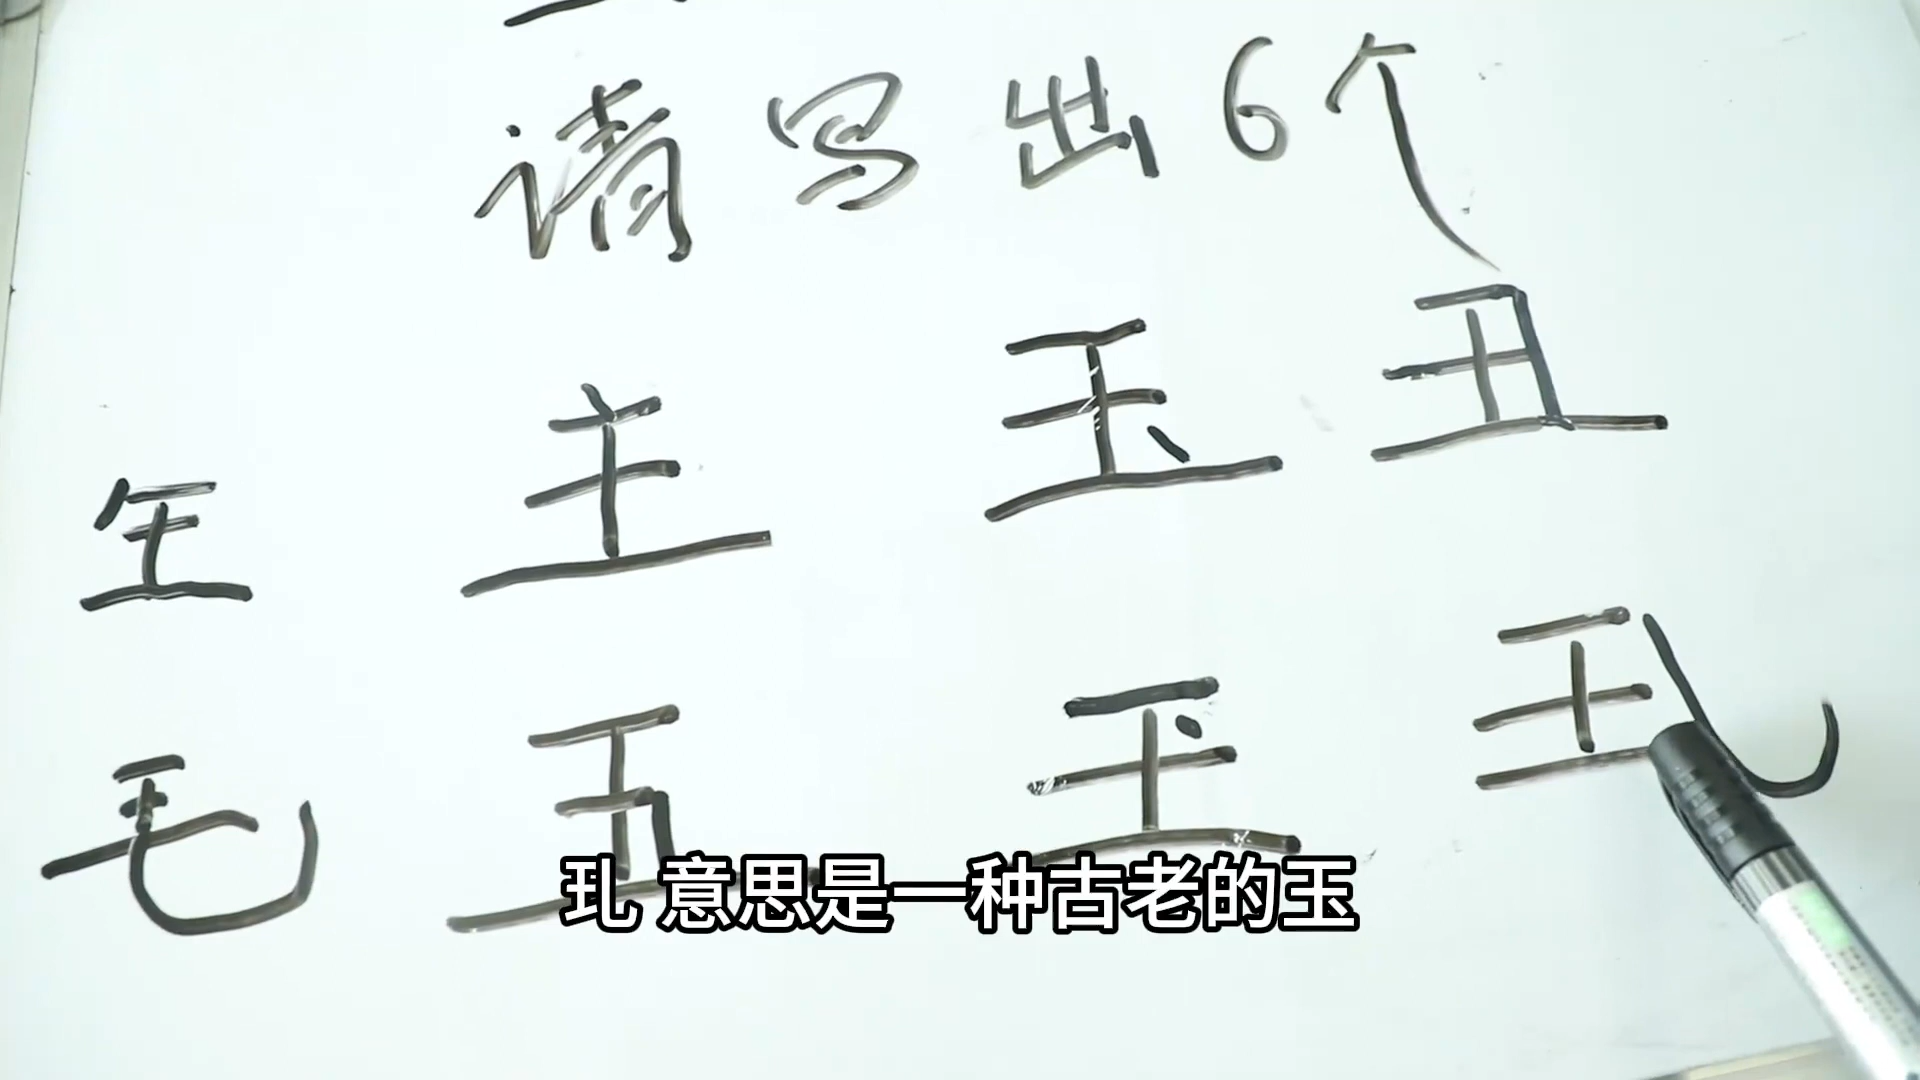 请写出6个
主 玉 丑
毛 五 玊 玌
玌 意思是一种古老的玉